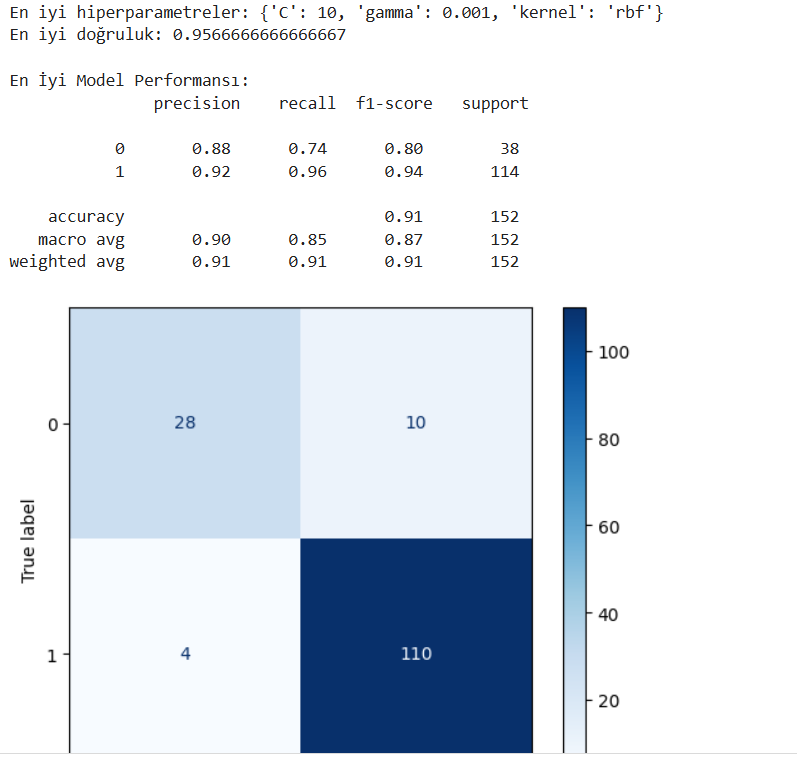 En iyi hiperparametreler: {'C': 10, 'gamma': 0.001, 'kernel': 'rbf'}
En iyi doğruluk: 0.9566666666666667
En İyi Model Performansı:
precision recall f1-score support
0 0.88 0.74 0.80 38
1 0.92 0.96 0.94 114
accuracy 0.91 152
macro avg 0.90 0.85 0.87 152
weighted avg 0.91 0.91 0.91 152
100
0 28 10
80
60
True label
40
1 4 110
20